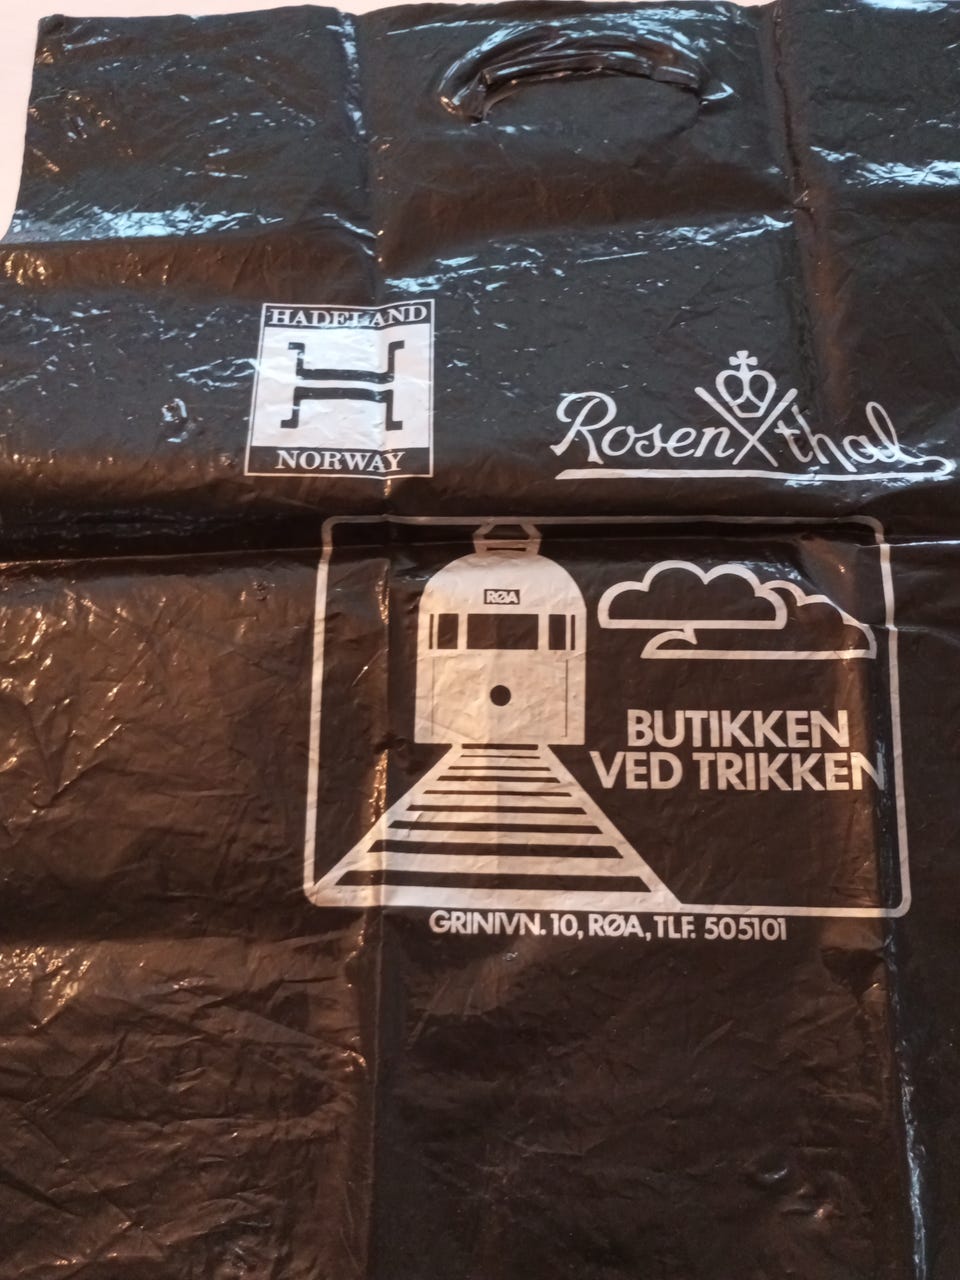 HADELAND
NORWAY
Rosenthal
RØA
BUTIKKEN
VED TRIKKEN
GRINIVN. 10, RØA, TLF. 505101